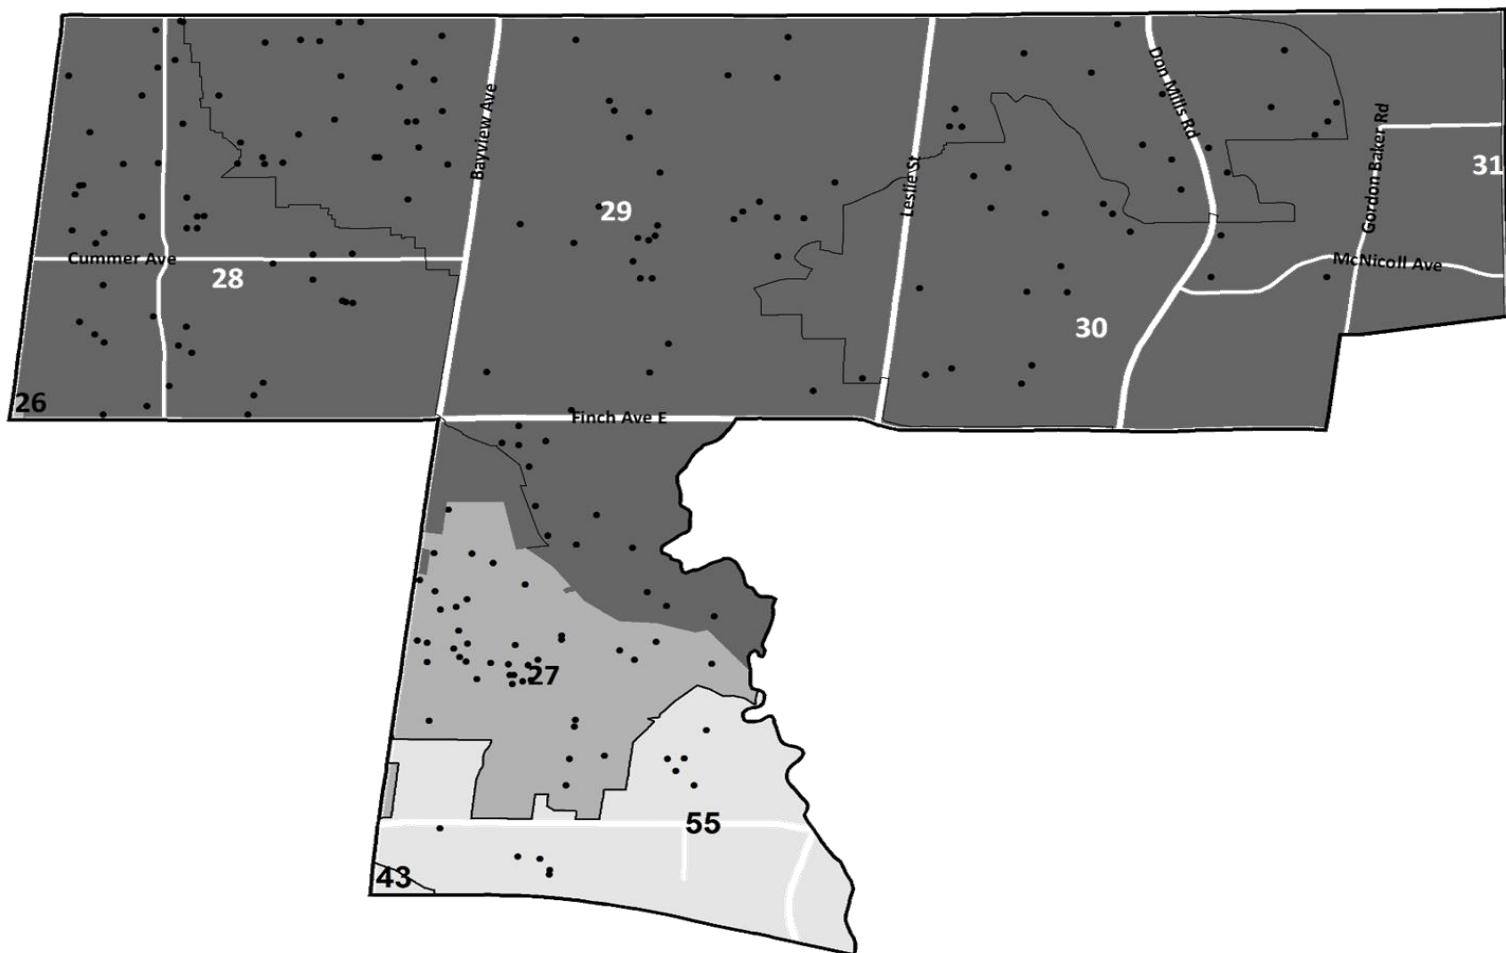 Don Mills Rd
Bayview Ave
Gordon Baker Rd
31
Leslie St
29
Cummer Ave
McNicoll Ave
28
30
26
Finch Ave E
27
55
43